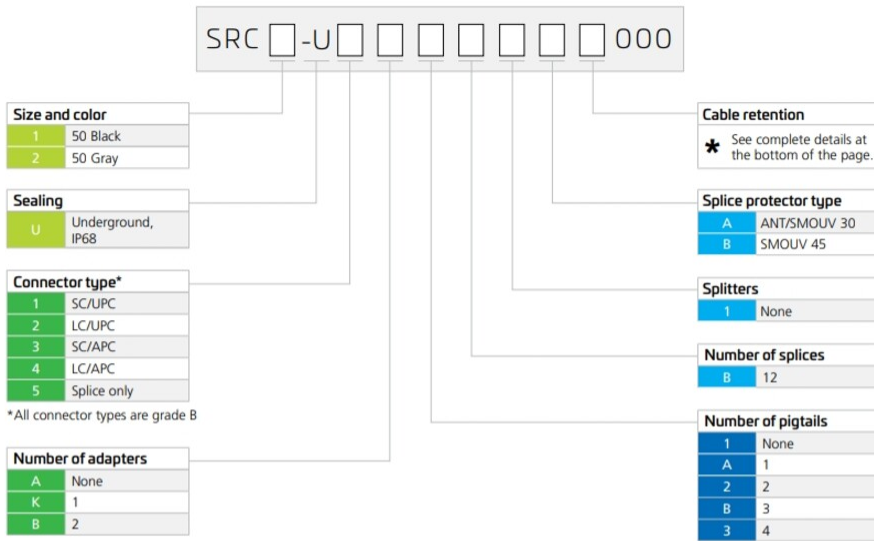 SRC -U 000
Size and color
1 50 Black
2 50 Gray
Sealing
U Underground,
IP68
Connector type*
1 SC/UPC
2 LC/UPC
3 SC/APC
4 LC/APC
5 Splice only
*All connector types are grade B
Number of adapters
A None
K 1
B 2
Cable retention
* See complete details at
the bottom of the page.
Splice protector type
A ANT/SMOUV 30
B SMOUV 45
Splitters
1 None
Number of splices
B 12
Number of pigtails
1 None
A 1
2 2
B 3
3 4